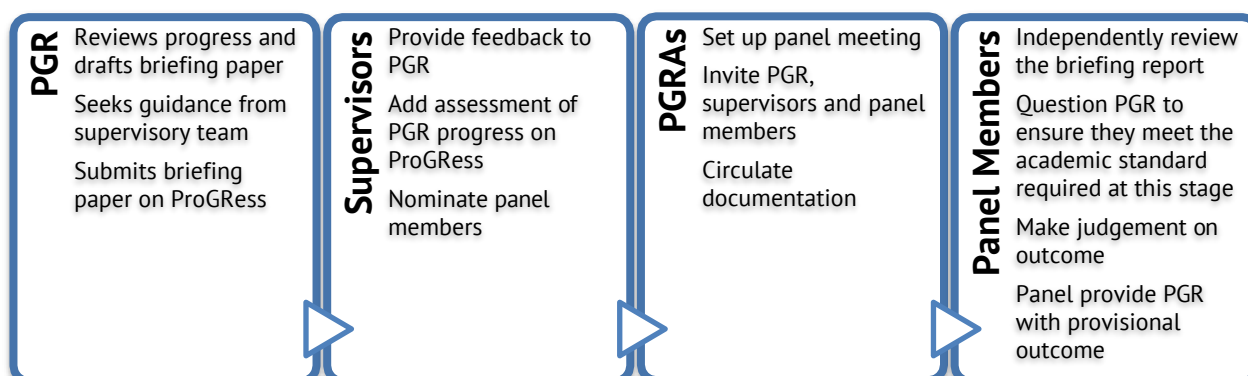 PGR
Reviews progress and
drafts briefing paper
Seeks guidance from
supervisory team
Submits briefing
paper on ProGRess
Supervisors
Provide feedback to
PGR
Add assessment of
PGR progress on
ProGRess
Nominate panel
members
PGRAs
Set up panel meeting
Invite PGR,
supervisors and panel
members
Circulate
documentation
Panel Members
Independently review
the briefing report
Question PGR to
ensure they meet the
academic standard
required at this stage
Make judgement on
outcome
Panel provide PGR
with provisional
outcome